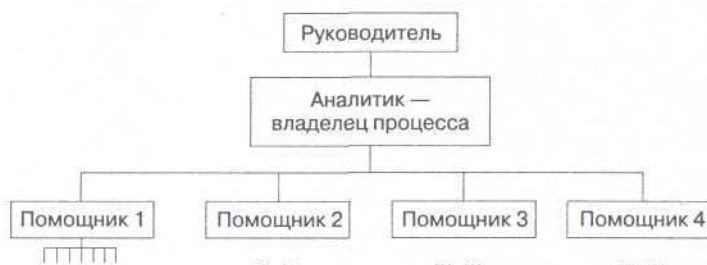 Руководитель
Аналитик —
владелец процесса
Помощник 1
Помощник 2
Помощник 3
Помощник 4